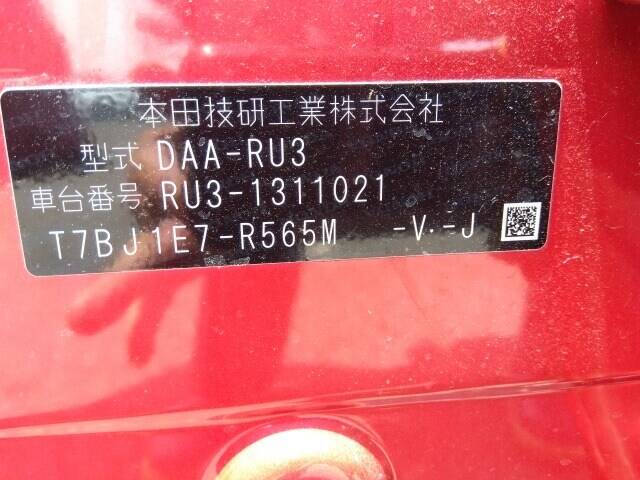 本田技研工業株式会社
型式 DAA-RU3
車台番号 RU3-1311021
T7BJ1E7-R565M -V·-J